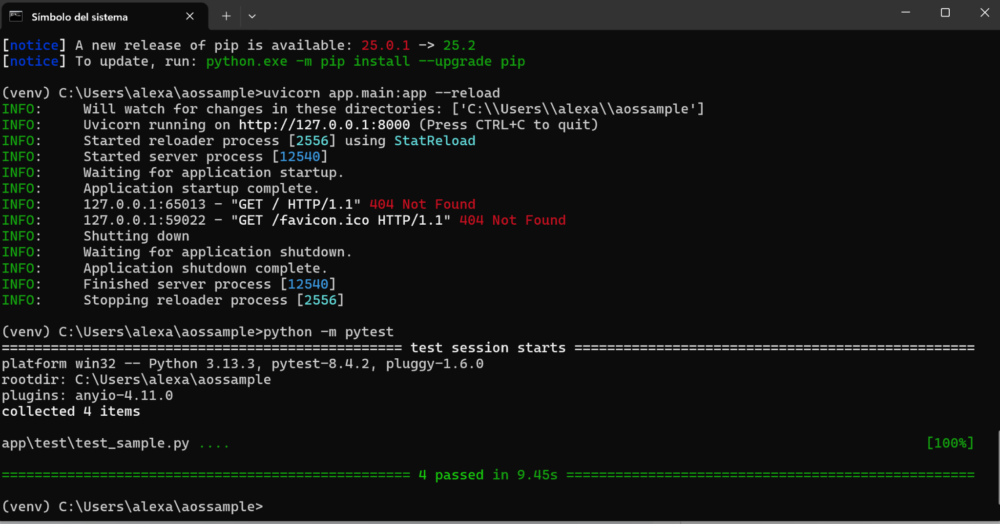 Símbolo del sistema
[notice] A new release of pip is available: 25.0.1 -> 25.2
[notice] To update, run: python.exe -m pip install --upgrade pip
(venv) C:\Users\alexa\aossample>uvicorn app.main:app --reload
INFO:     Will watch for changes in these directories: ['C:\\Users\\alexa\\aossample']
INFO:     Uvicorn running on http://127.0.0.1:8000 (Press CTRL+C to quit)
INFO:     Started reloader process [2556] using StatReload
INFO:     Started server process [12540]
INFO:     Waiting for application startup.
INFO:     Application startup complete.
INFO:     127.0.0.1:65013 - "GET / HTTP/1.1" 404 Not Found
INFO:     127.0.0.1:59022 - "GET /favicon.ico HTTP/1.1" 404 Not Found
INFO:     Shutting down
INFO:     Waiting for application shutdown.
INFO:     Application shutdown complete.
INFO:     Finished server process [12540]
INFO:     Stopping reloader process [2556]
(venv) C:\Users\alexa\aossample>python -m pytest
================================================= test session starts =================================================
platform win32 -- Python 3.13.3, pytest-8.4.2, pluggy-1.6.0
rootdir: C:\Users\alexa\aossample
plugins: anyio-4.11.0
collected 4 items
app\test\test_sample.py .... [100%]
================================================== 4 passed in 9.45s ==================================================
(venv) C:\Users\alexa\aossample>